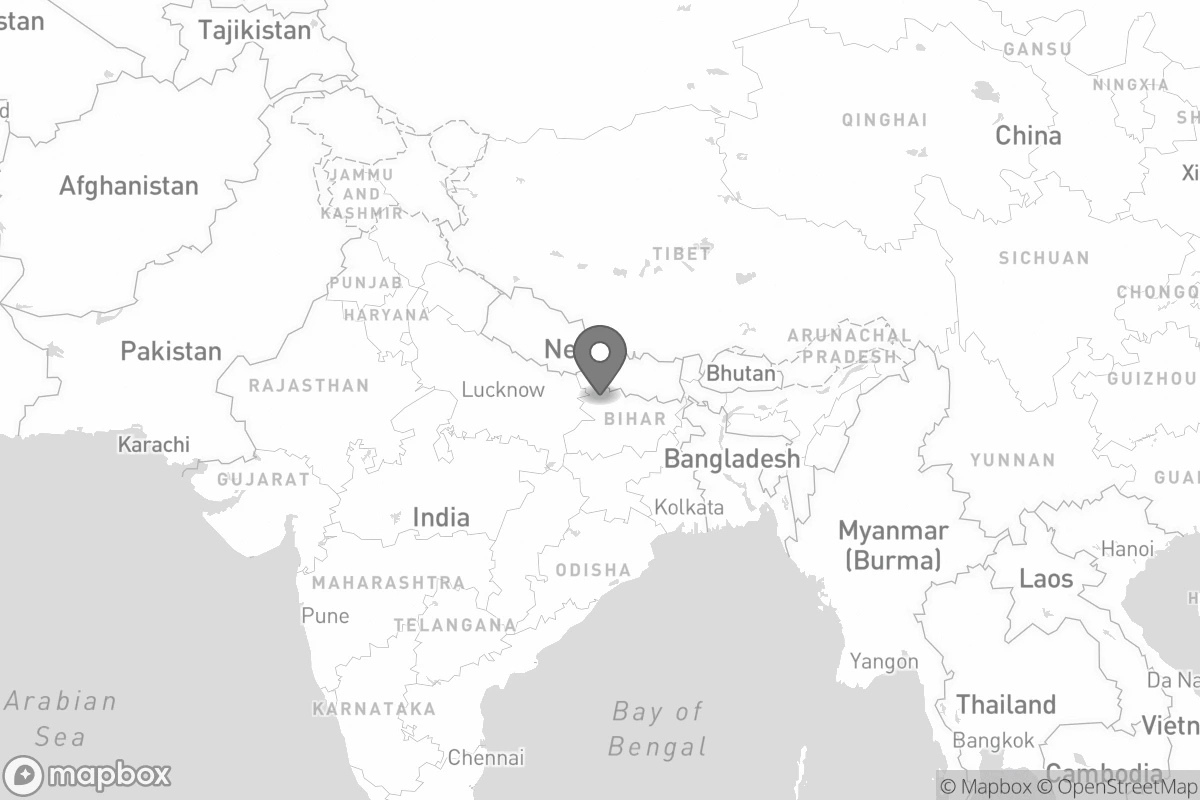 stan
Tajikistan
GANSU
NINGXIA
d
QINGHAI
SH
China
Afghanistan
JAMMU
AND
KASHMIR
Xi
TIBET
SICHUAN
PUNJAB
CHONGQ
HARYANA
Pakistan
Ne
ARUNACHAL
PRADESH
Bhutan
RAJASTHAN
Lucknow
GUIZHOU
BIHAR
Karachi
Bangladesh
YUNNAN
GUAN
GUJARAT
Kolkata
India
Myanmar
(Burma)
Hanoi
ODISHA
MAHARASHTRA
Laos
H
Pune
TELANGANA
Yangon
Da Na
Arabian
Sea
KARNATAKA
Bay of
Bengal
Thailand
Vietn
Bangkok
Chennai
Cambodia
mapbox
© Mapbox © OpenStreetMap